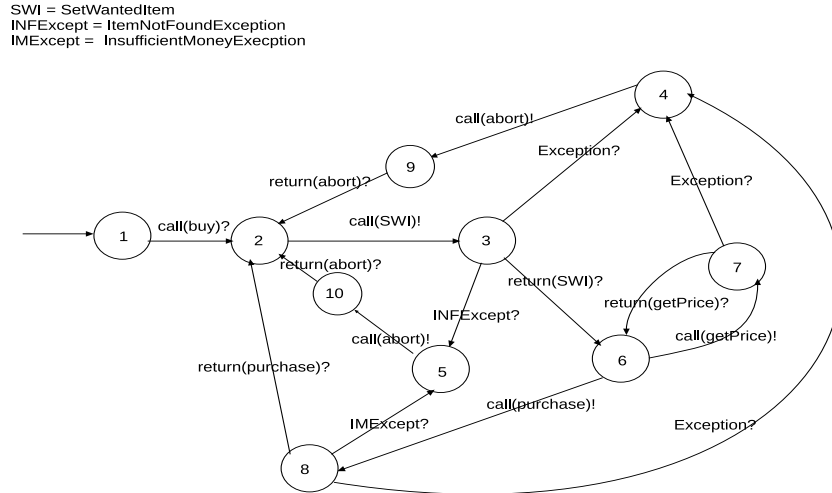 SWI = SetWantedItem
INFExcept = ItemNotFoundException
IMExcept = InsufficientMoneyExecption
4
call(abort)!
Exception?
9
return(abort)?
Exception?
call(buy)?
call(SWI)!
1
2
3
return(abort)?
7
return(SWI)?
10
return(getPrice)?
INFExcept?
call(abort)!
call(getPrice)!
6
5
return(purchase)?
call(purchase)!
IMExcept?
Exception?
8